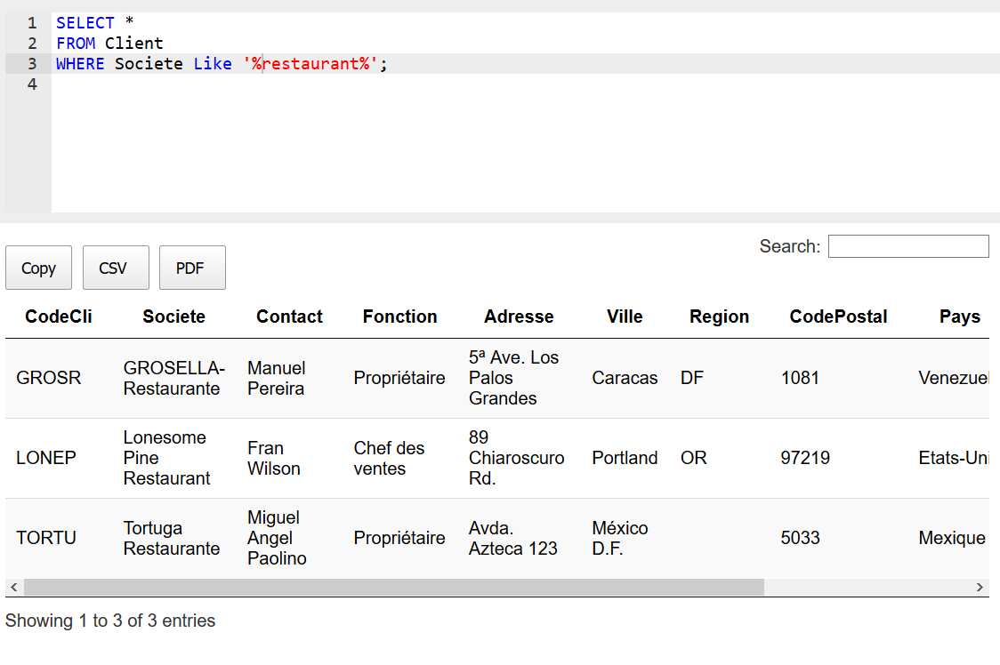 1 SELECT *
2 FROM Client
3 WHERE Societe Like '%restaurant%';
4
Copy CSV PDF Search:
CodeCli Societe Contact Fonction Adresse Ville Region CodePostal Pays
GROSR GROSELLA-Restaurante Manuel Pereira Propriétaire 5ª Ave. Los Palos Grandes Caracas DF 1081 Venezuel
LONEP Lonesome Pine Restaurant Fran Wilson Chef des ventes 89 Chiaroscuro Rd. Portland OR 97219 Etats-Uni
TORTU Tortuga Restaurante Miguel Angel Paolino Propriétaire Avda. Azteca 123 México D.F. 5033 Mexique
Showing 1 to 3 of 3 entries